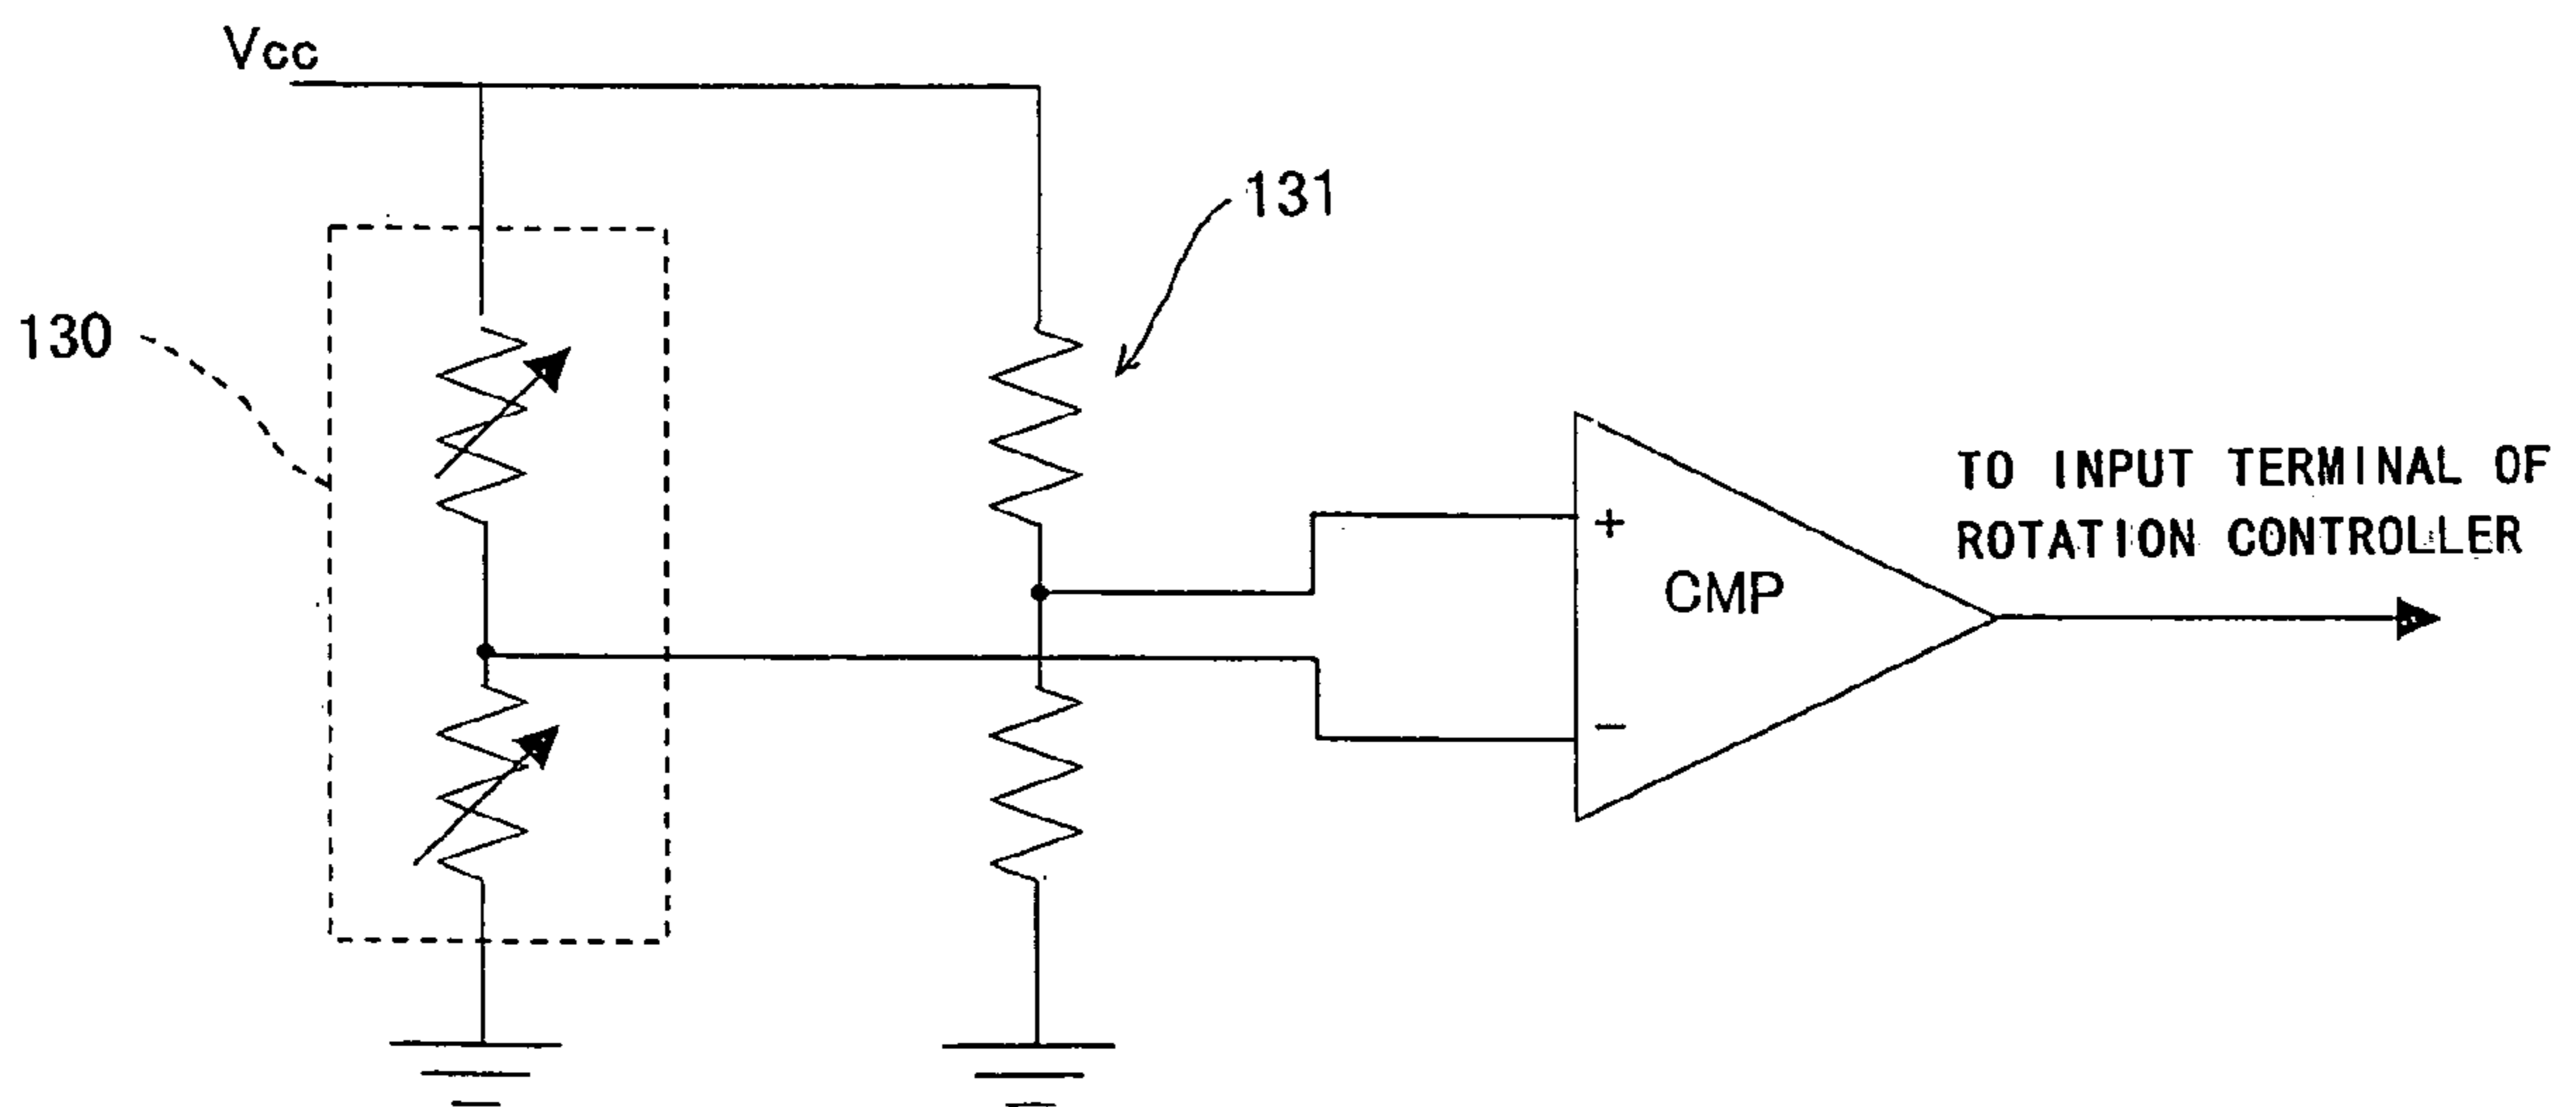 Vcc
131
130
TO INPUT TERMINAL OF
ROTATION CONTROLLER
+
CMP
−